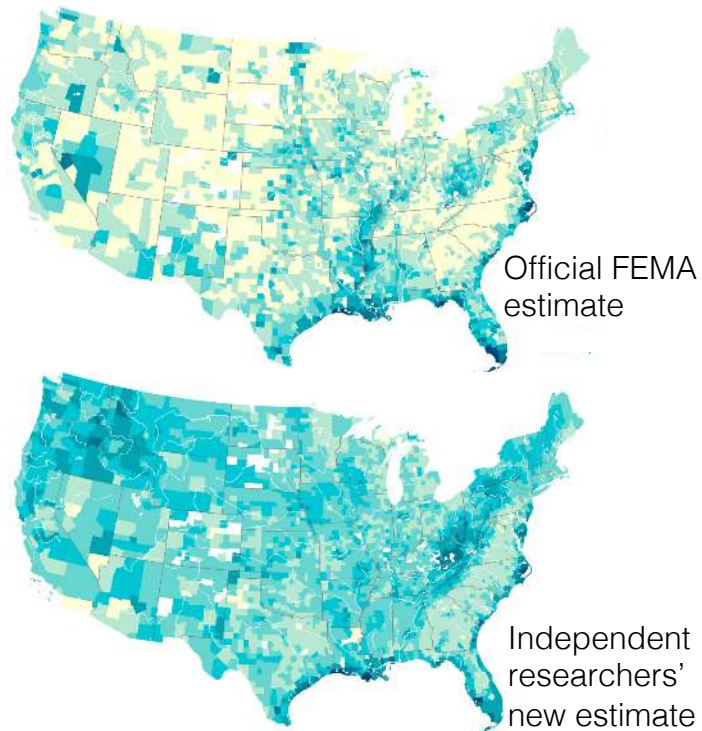 Official FEMA
estimate
Independent
researchers’
new estimate